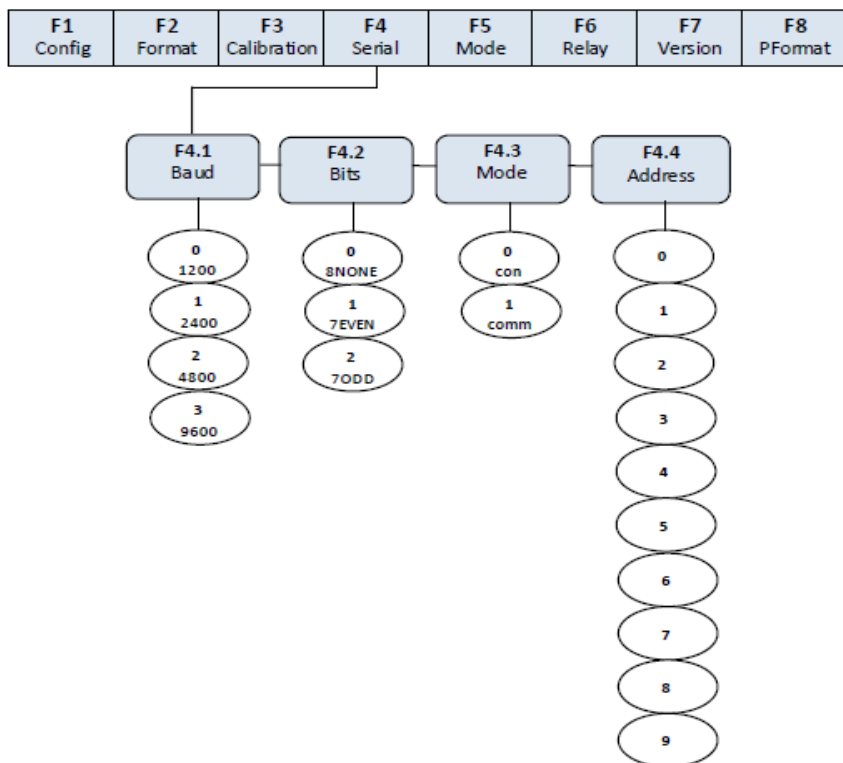 F1 F2 F3 F4 F5 F6 F7 F8
Config Format Calibration Serial Mode Relay Version PFormat
F4.1 F4.2 F4.3 F4.4
Baud Bits Mode Address
0 0 0 0
1200 8NONE con
1 1 1 1
2400 7EVEN comm
2 2 2
4800 7ODD
3 3
9600
4
5
6
7
8
9